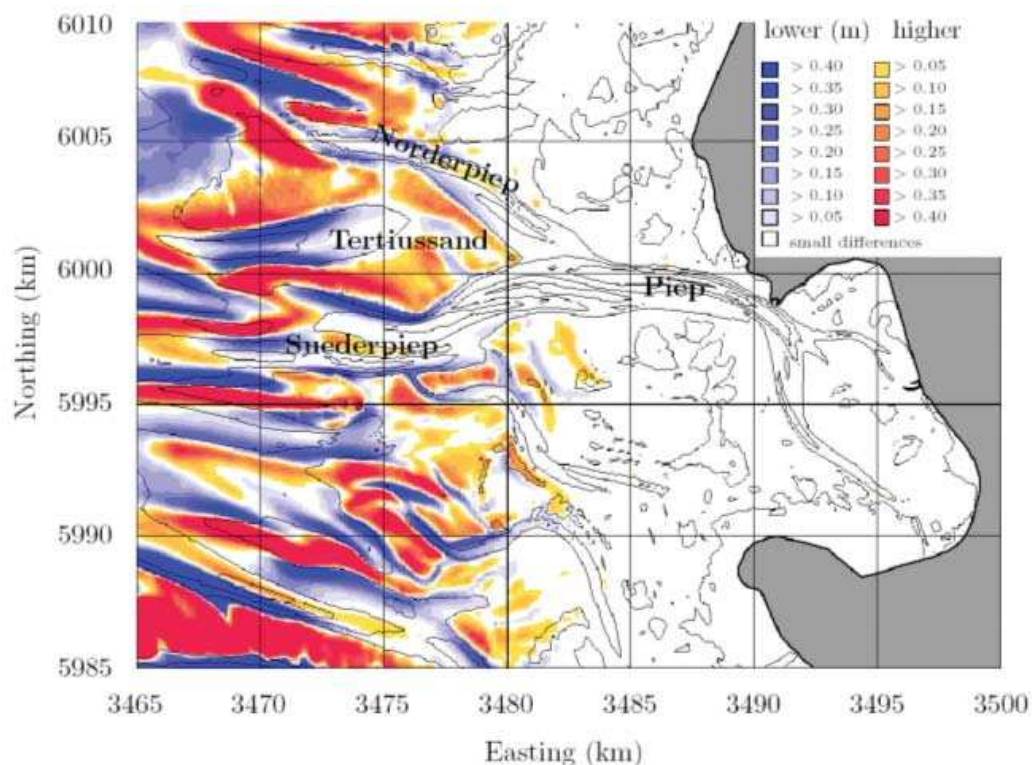 6010
6005
6000
5995
5990
5985
Northing (km)
3465 3470 3475 3480 3485 3490 3495 3500
Easting (km)
Norderpiep
Tertiussand
Piep
Suederpiep
lower (m) higher
> 0.40 > 0.05
> 0.35 > 0.10
> 0.30 > 0.15
> 0.25 > 0.20
> 0.20 > 0.25
> 0.15 > 0.30
> 0.10 > 0.35
> 0.05 > 0.40
small differences